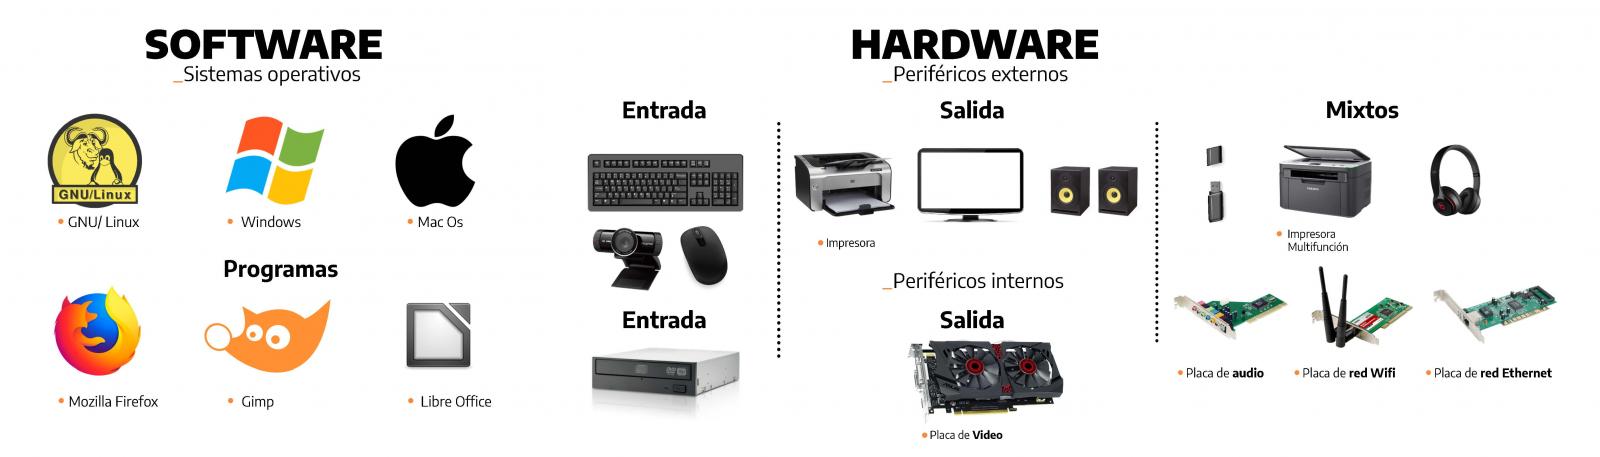 SOFTWARE
_Sistemas operativos
GNU/Linux
• GNU/ Linux
• Windows
• Mac Os
Programas
• Mozilla Firefox
• Gimp
• Libre Office
HARDWARE
_Periféricos externos
Entrada
Salida
Mixtos
• Impresora
• Impresora
Multifunción
_Periféricos internos
Entrada
Salida
• Placa de Video
• Placa de audio
• Placa de red Wifi
• Placa de red Ethernet